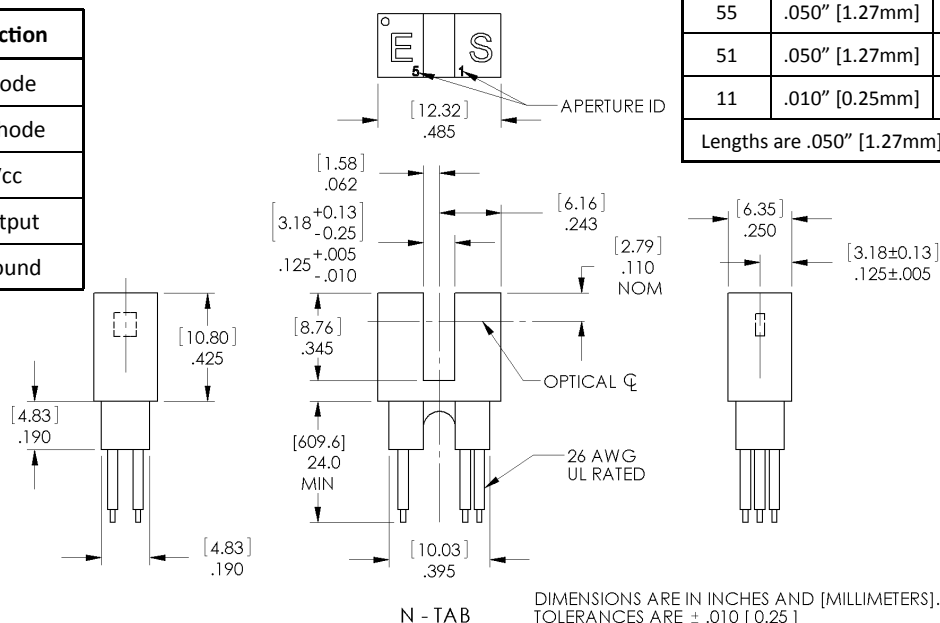 ction
ode
hode
/cc
tput
ound
55 .050” [1.27mm]
51 .050” [1.27mm]
11 .010” [0.25mm]
Lengths are .050” [1.27mm]
E S
5 1
APERTURE ID
[12.32]
.485
[1.58]
.062
[3.18 +0.13 -0.25]
.125 +.005 -.010
[6.16]
.243
[2.79]
.110
NOM
[8.76]
.345
OPTICAL ℄
[609.6]
24.0
MIN
26 AWG
UL RATED
[10.03]
.395
[10.80]
.425
[4.83]
.190
[4.83]
.190
[6.35]
.250
[3.18±0.13]
.125±.005
N - TAB
DIMENSIONS ARE IN INCHES AND [MILLIMETERS].
TOLERANCES ARE ± .010 [ 0.25 ]